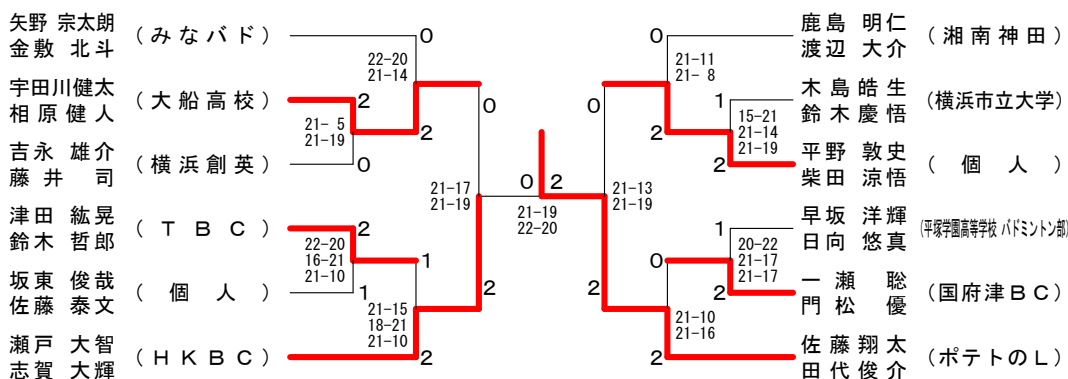 矢野 宗太朗
金敷 北斗
(みなバド)
0
22-20
21-14
宇田川健太
相原健人
(大船高校)
2
2
21- 5
21-19
吉永 雄介
藤井 司
(横浜創英)
0
0
21-17
21-19
津田 紘晃
鈴木 哲郎
(TBC)
2
22-20
16-21
21-10
1
坂東 俊哉
佐藤 泰文
(個人)
1
2
21-15
18-21
21-10
瀬戸 大智
志賀 大輝
(HKBC)
2
0 2
21-19
22-20
0
鹿島 明仁
渡辺 大介
(湘南神田)
21-11
21- 8
0
1
木島皓生
鈴木慶悟
(横浜市立大学)
15-21
21-14
21-19
2
2
平野 敦史
柴田 涼悟
(個人)
21-13
21-19
1
早坂 洋輝
日向 悠真
(平塚学園高等学校 バドミントン部)
20-22
21-17
21-17
0
2
一瀬 聡
門松 優
(国府津BC)
2
21-10
21-16
2
佐藤翔太
田代俊介
(ポテトのL)